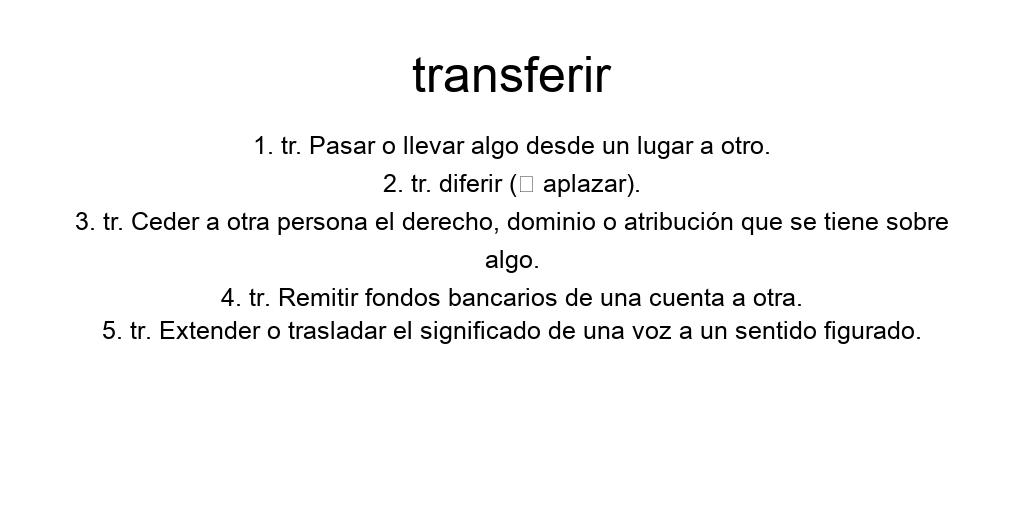 transferir
1. tr. Pasar o llevar algo desde un lugar a otro.
2. tr. diferir (□ aplazar).
3. tr. Ceder a otra persona el derecho, dominio o atribución que se tiene sobre
algo.
4. tr. Remitir fondos bancarios de una cuenta a otra.
5. tr. Extender o trasladar el significado de una voz a un sentido figurado.